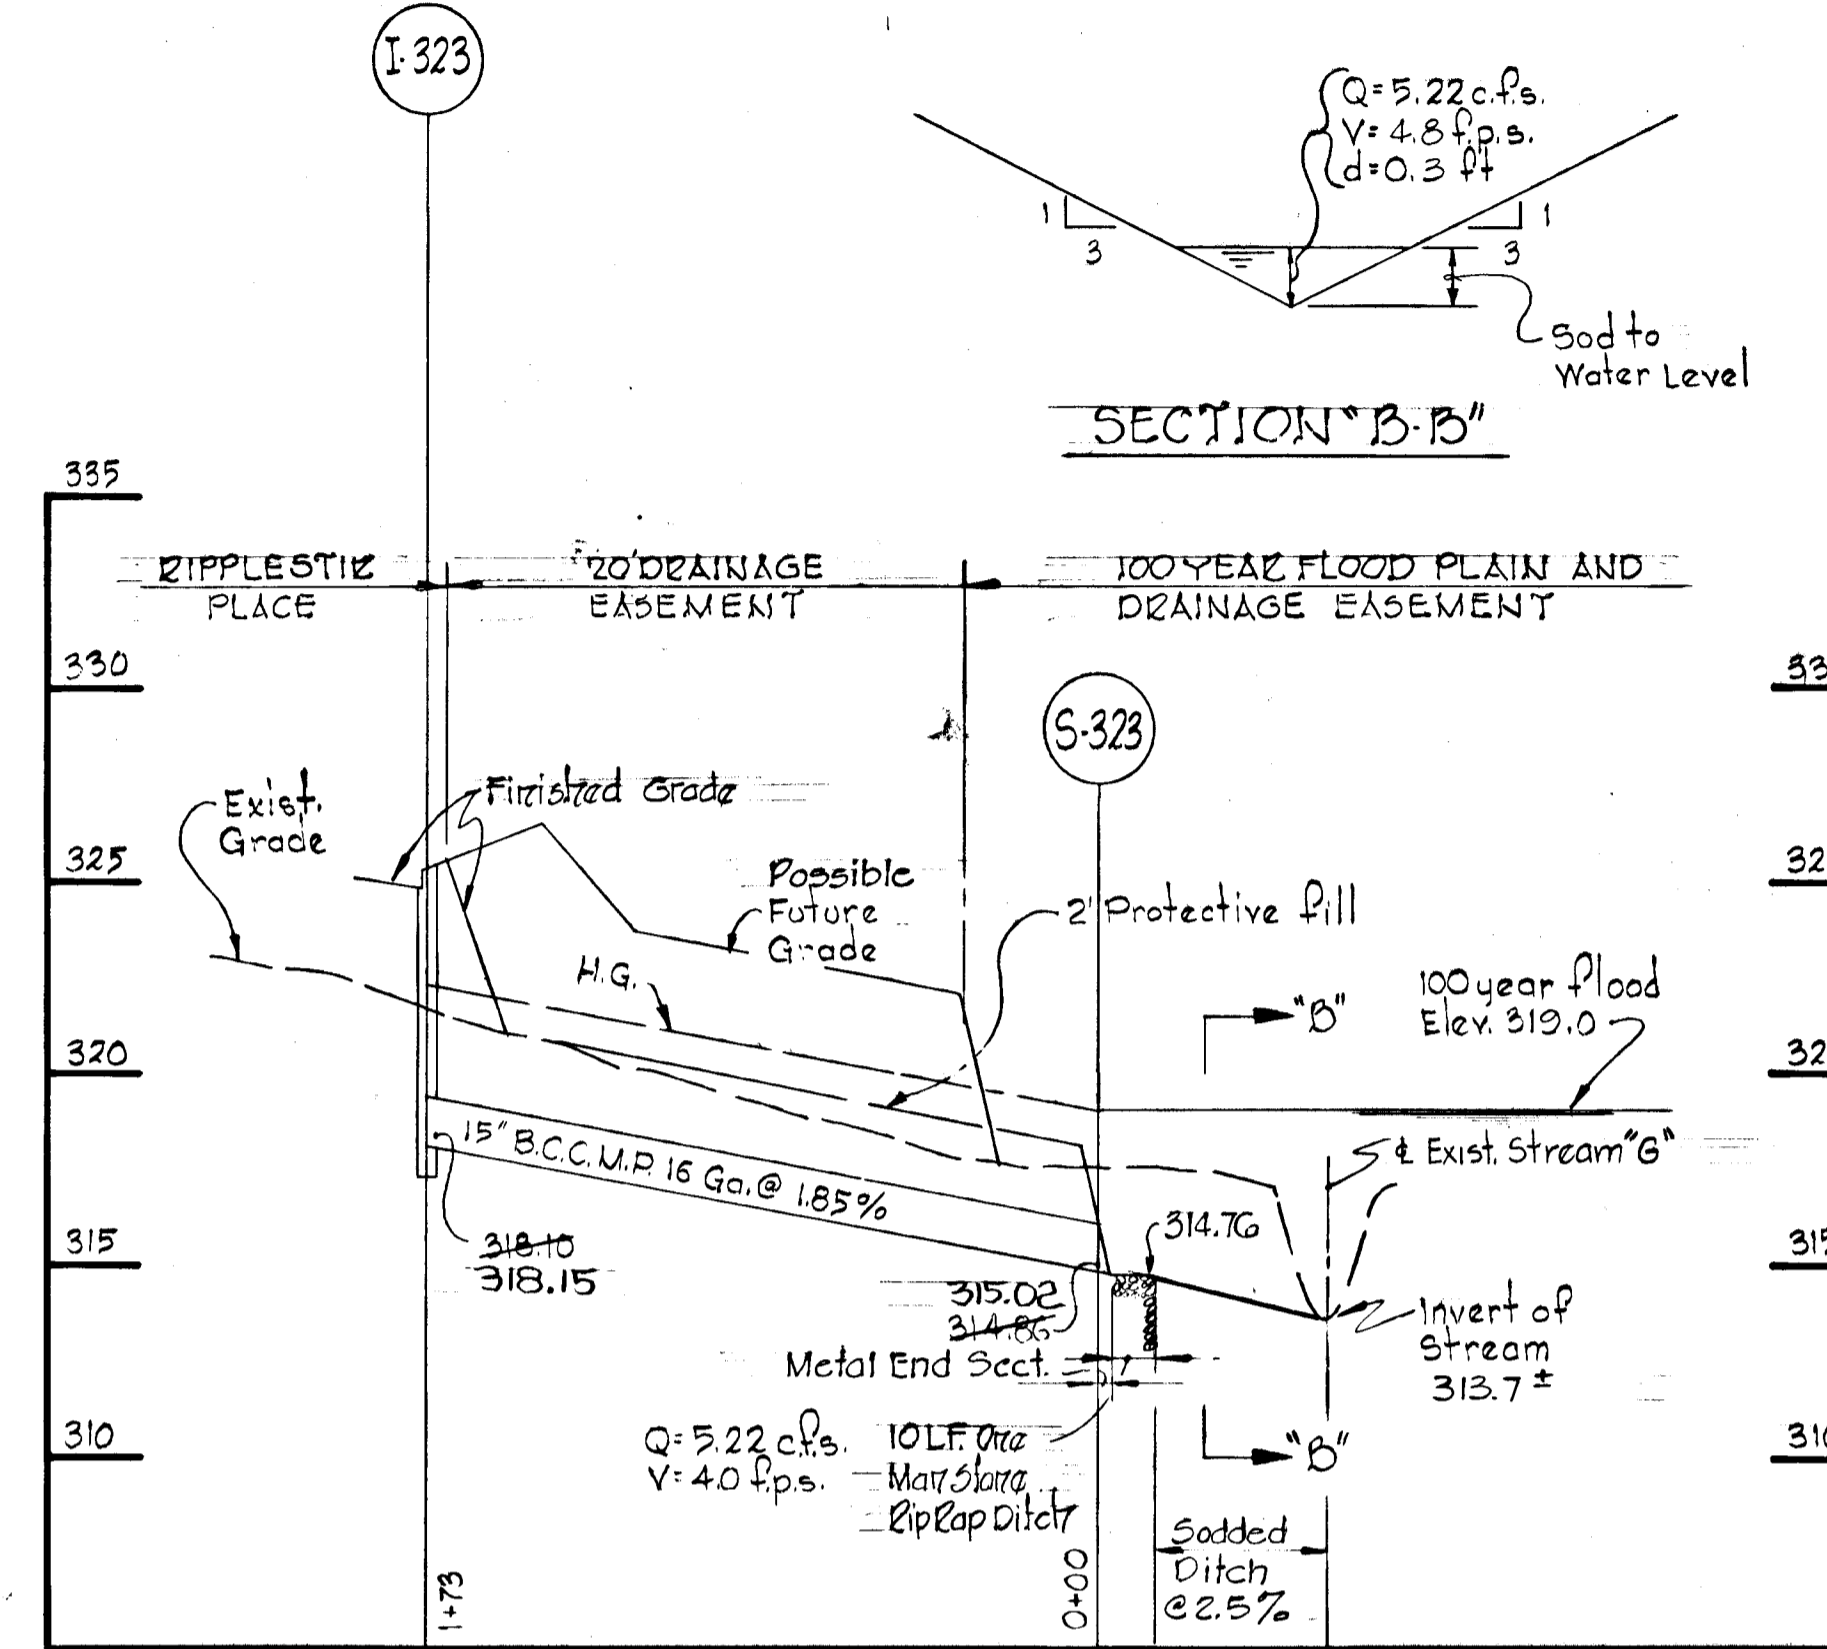 I-323
Q=5.22 c.f.s.
V=4.8 f.p.s.
d=0.3 ft
1
3
1
3
Sod to
Water Level
SECTION "B-B"
335
RIPPLESTIR
PLACE
20' DRAINAGE
EASEMENT
100 YEAR FLOOD PLAIN AND
DRAINAGE EASEMENT
330
33
S-323
Exist.
Grade
Finished Grade
325
32
Possible
Future
Grade
2' Protective fill
H.G.
"B"
100 year flood
Elev. 319.0
320
32
15" B.C.C.M.P. 16 Ga. @ 1.85%
℄ Exist. Stream "G"
314.76
315
315
318.10
318.15
315.02
314.86
Invert of
Stream
313.7 ±
Metal End Sect.
310
310
Q=5.22 c.f.s.
V=4.0 f.p.s.
10 L.F. One
Man Stone
Rip Rap Ditch
"B"
Sodded
Ditch
@ 2.5%
1+73
0+00